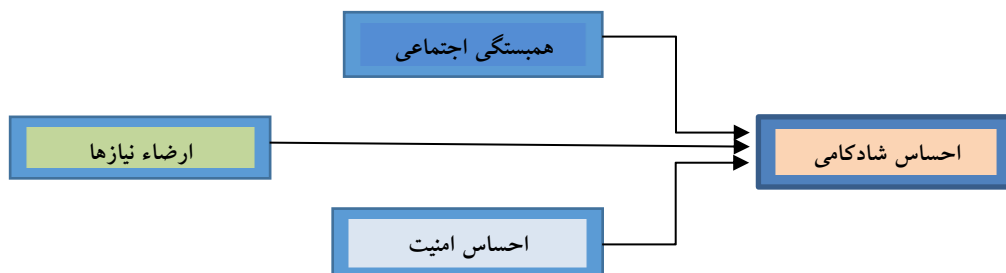 همبستگی اجتماعی
ارضاء نیازها
احساس شادکامی
احساس امنیت